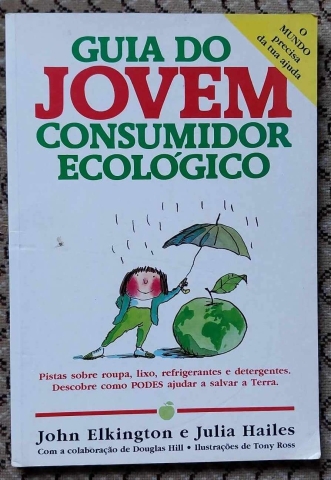 O
MUNDO
precisa
da tua ajuda
GUIA DO
JOVEM
CONSUMIDOR
ECOLÓGICO
Pistas sobre roupa, lixo, refrigerantes e detergentes.
Descobre como PODES ajudar a salvar a Terra.
John Elkington e Julia Hailes
Com a colaboração de Douglas Hill • Ilustrações de Tony Ross